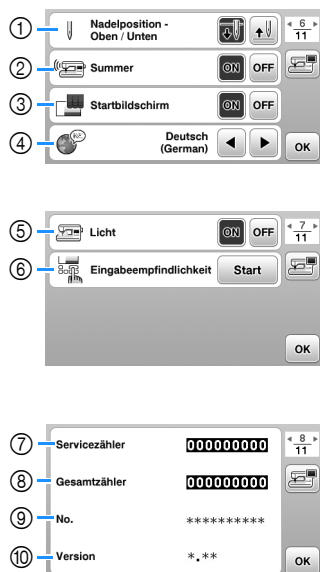 ① Nadelposition -
Oben / Unten
6
11
② Summer ON OFF
③ Startbildschirm ON OFF
④ Deutsch
(German) OK
⑤ Licht ON OFF
7
11
⑥ Eingabeempfindlichkeit Start
OK
⑦ Servicezähler 000000000
8
11
⑧ Gesamtzähler 000000000
⑨ No. **********
⑩ Version *.** OK